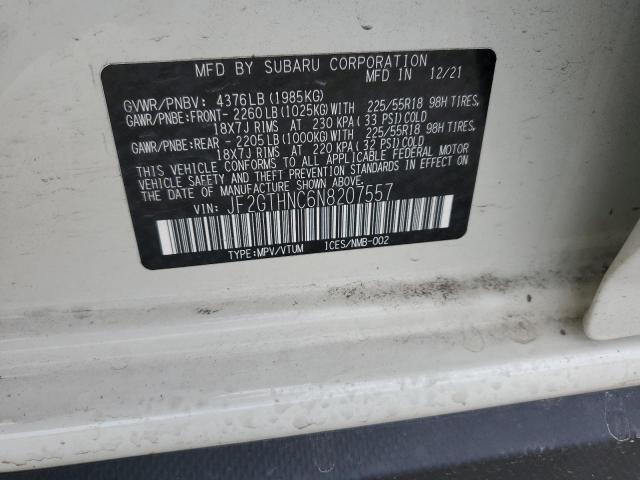 MFD BY SUBARU CORPORATION
MFD IN 12/21
GVWR/PNBV: 4376LB(1985KG)
GAWR/PNBE:FRONT- 2260LB(1025KG)WITH 225/55R18 98H TIRES,
18X7J RIMS AT 230 KPA( 33 PSI)COLD
GAWR/PNBE:REAR - 2205LB(1000KG)WITH 225/55R18 98H TIRES,
18X7J RIMS AT 220 KPA( 32 PSI)COLD
THIS VEHICLE CONFORMS TO ALL APPLICABLE FEDERAL MOTOR
VEHICLE SAFETY AND THEFT PREVENTION STANDARDS IN EFFECT
ON THE DATE OF MANUFACTURE SHOWN ABOVE.
VIN: JF2GTHNC6N8207557
TYPE:MPV/VTUM ICES/NMB-002